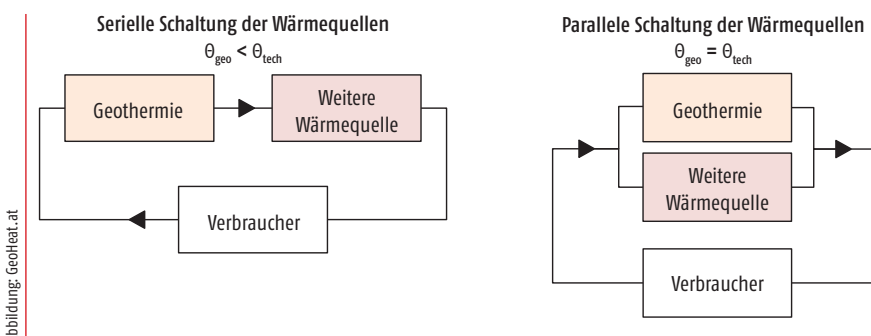 Serielle Schaltung der Wärmequellen
θgeo < θtech
Geothermie
Weitere
Wärmequelle
Verbraucher
Parallele Schaltung der Wärmequellen
θgeo = θtech
Geothermie
Weitere
Wärmequelle
Verbraucher
bbildung: GeoHeat.at